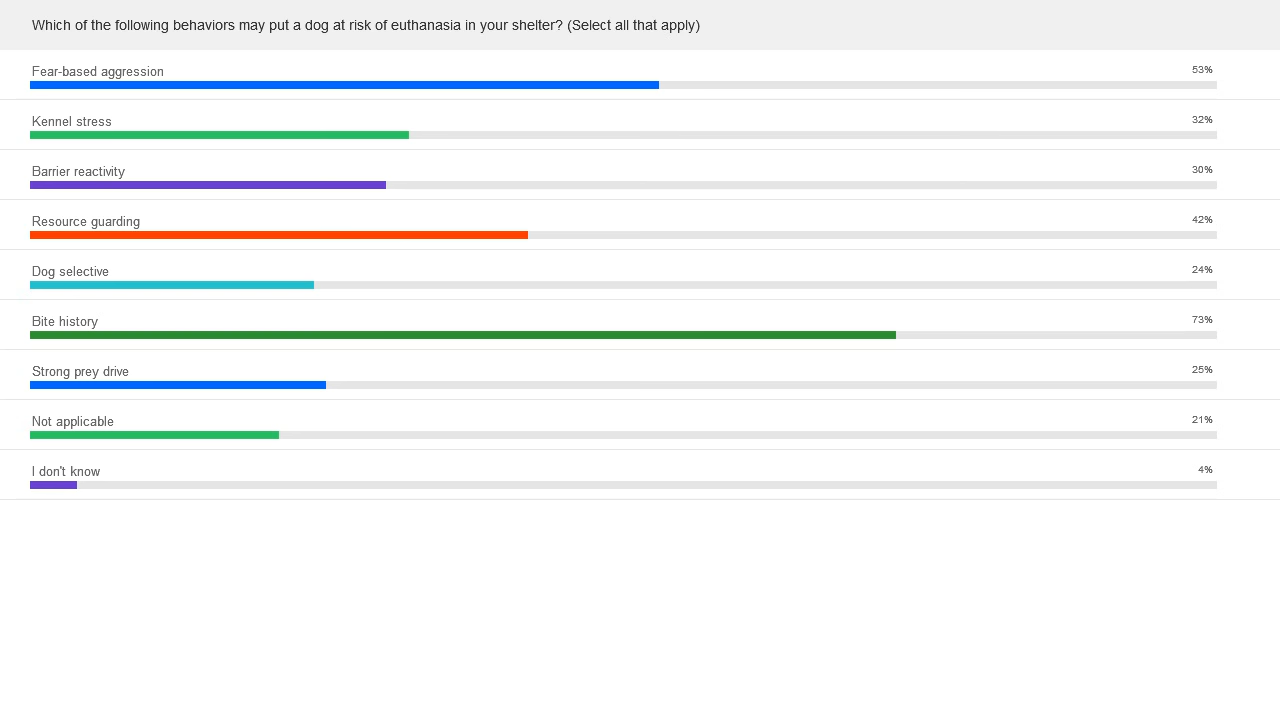 Which of the following behaviors may put a dog at risk of euthanasia in your shelter? (Select all that apply)
Fear-based aggression 53%
Kennel stress 32%
Barrier reactivity 30%
Resource guarding 42%
Dog selective 24%
Bite history 73%
Strong prey drive 25%
Not applicable 21%
I don't know 4%